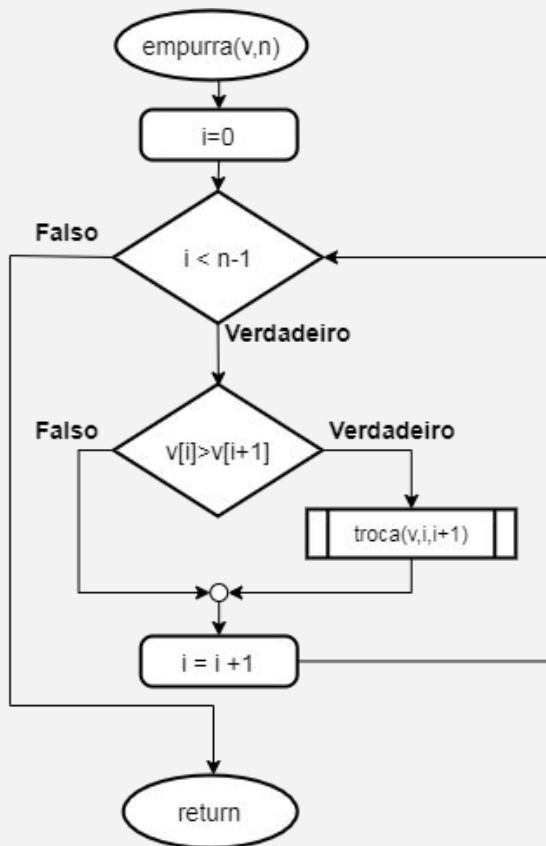 empurra(v,n)
i=0
Falso
i < n-1
Verdadeiro
Falso
v[i]>v[i+1]
Verdadeiro
troca(v,i,i+1)
i = i +1
return